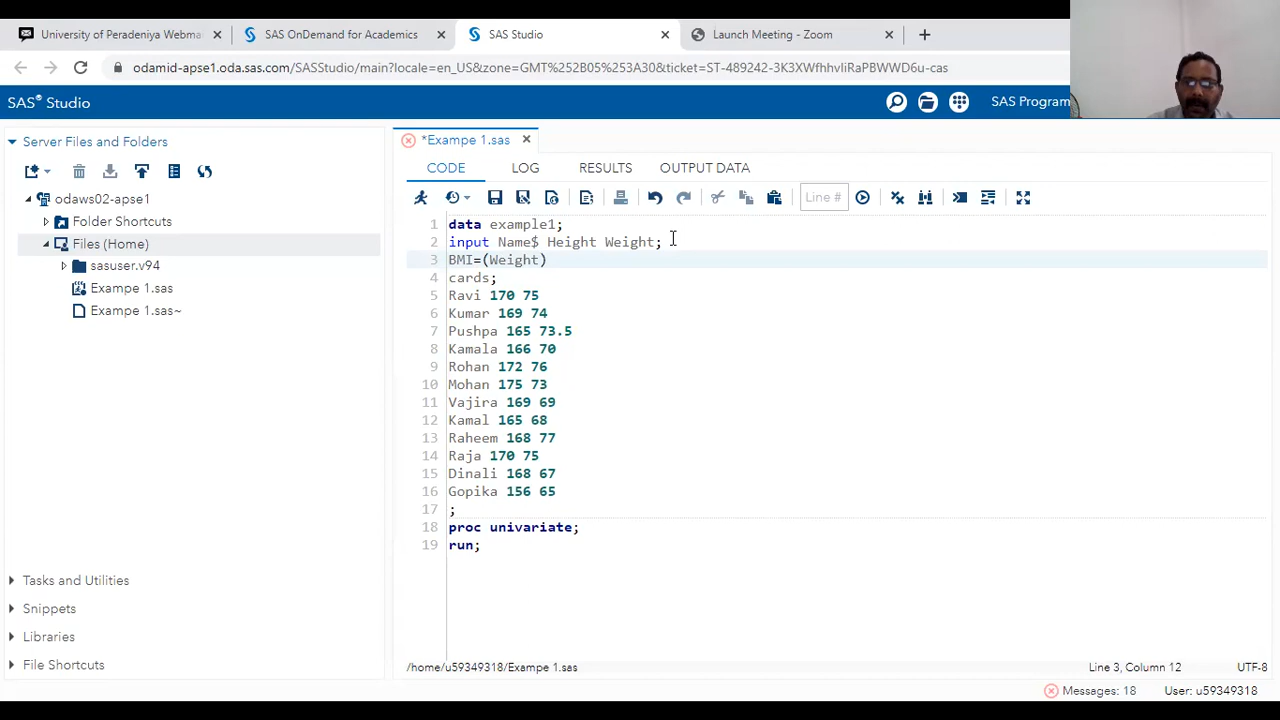 University of Peradeniya Webma
SAS OnDemand for Academics
SAS Studio
Launch Meeting - Zoom
odamid-apse1.oda.sas.com/SASStudio/main?locale=en_US&zone=GMT%252B05%253A30&ticket=ST-489242-3K3XWfhhvIiRaPBWWD6u-cas
SAS® Studio
SAS Program
Server Files and Folders
odaws02-apse1
Folder Shortcuts
Files (Home)
sasuser.v94
Exampe 1.sas
Exampe 1.sas~
Tasks and Utilities
Snippets
Libraries
File Shortcuts
*Exampe 1.sas
CODE LOG RESULTS OUTPUT DATA
Line #
1 data example1;
2 input Name$ Height Weight;
3 BMI=(Weight)
4 cards;
5 Ravi 170 75
6 Kumar 169 74
7 Pushpa 165 73.5
8 Kamala 166 70
9 Rohan 172 76
10 Mohan 175 73
11 Vajira 169 69
12 Kamal 165 68
13 Raheem 168 77
14 Raja 170 75
15 Dinali 168 67
16 Gopika 156 65
17 ;
18 proc univariate;
19 run;
/home/u59349318/Exampe 1.sas
Line 3, Column 12
UTF-8
Messages: 18
User: u59349318